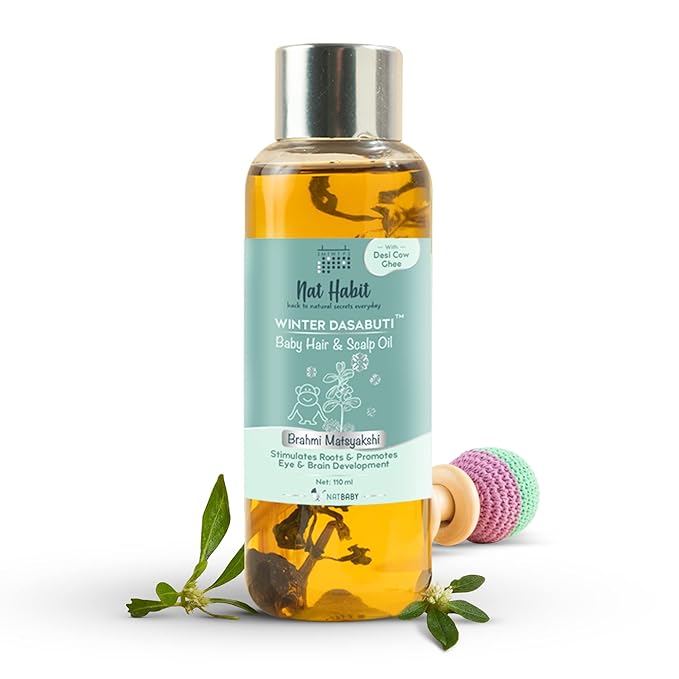 With
Desi Cow
Ghee
Nat Habit
back to natural secrets everyday
WINTER DASABUTI™
Baby Hair & Scalp Oil
Brahmi Matsyakshi
Stimulates Roots & Promotes
Eye & Brain Development
Net: 110 ml
NATBABY